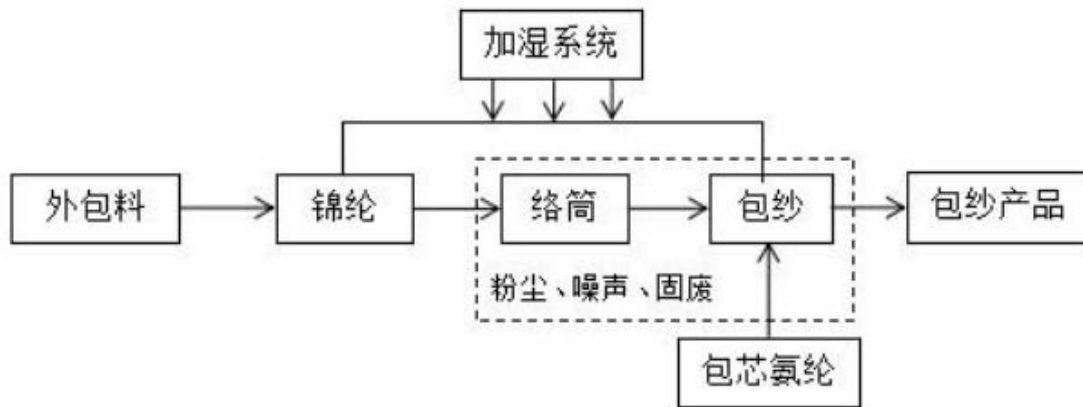 加湿系统
外包料
锦纶
络筒
包纱
包纱产品
粉尘、噪声、固废
包芯氨纶